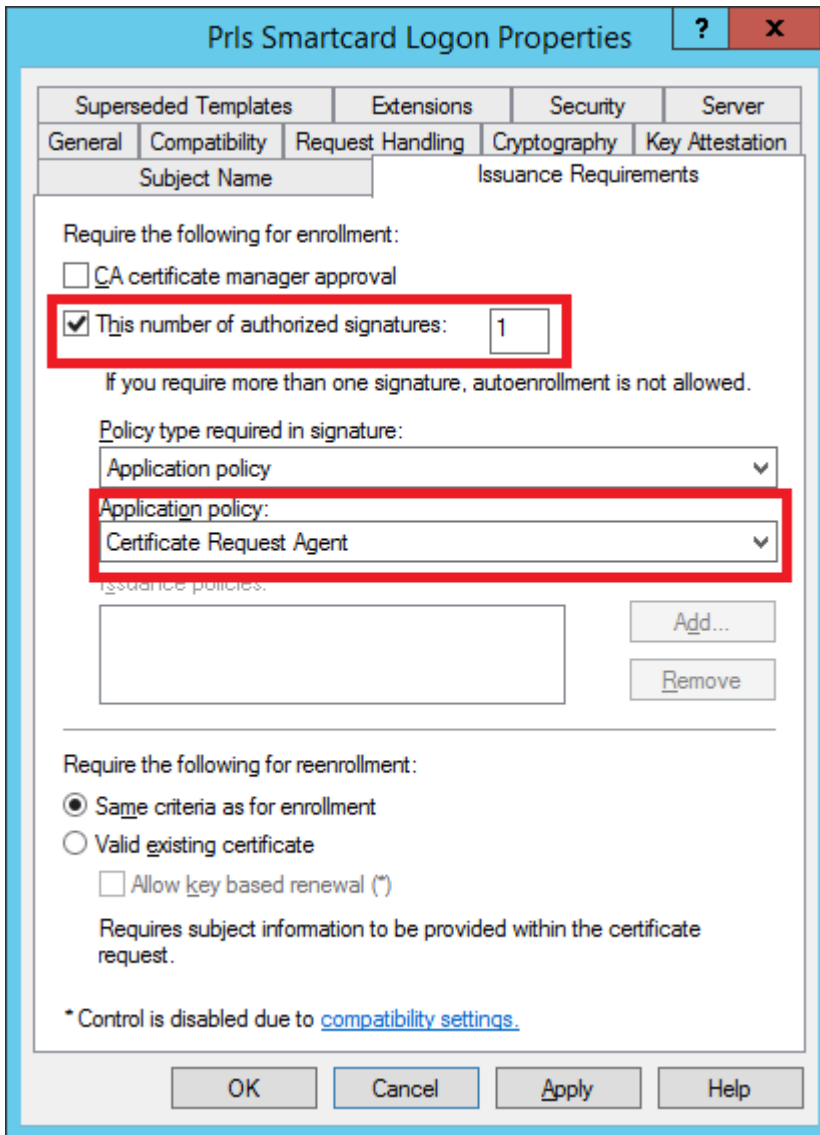 Prls Smartcard Logon Properties
?
x
Superseded Templates
Extensions
Security
Server
General
Compatibility
Request Handling
Cryptography
Key Attestation
Subject Name
Issuance Requirements
Require the following for enrollment:
CA certificate manager approval
This number of authorized signatures: 1
If you require more than one signature, autoenrollment is not allowed.
Policy type required in signature:
Application policy
Application policy:
Certificate Request Agent
Issuance policies:
Add...
Remove
Require the following for reenrollment:
Same criteria as for enrollment
Valid existing certificate
Allow key based renewal (*)
Requires subject information to be provided within the certificate
request.
* Control is disabled due to compatibility settings.
OK
Cancel
Apply
Help